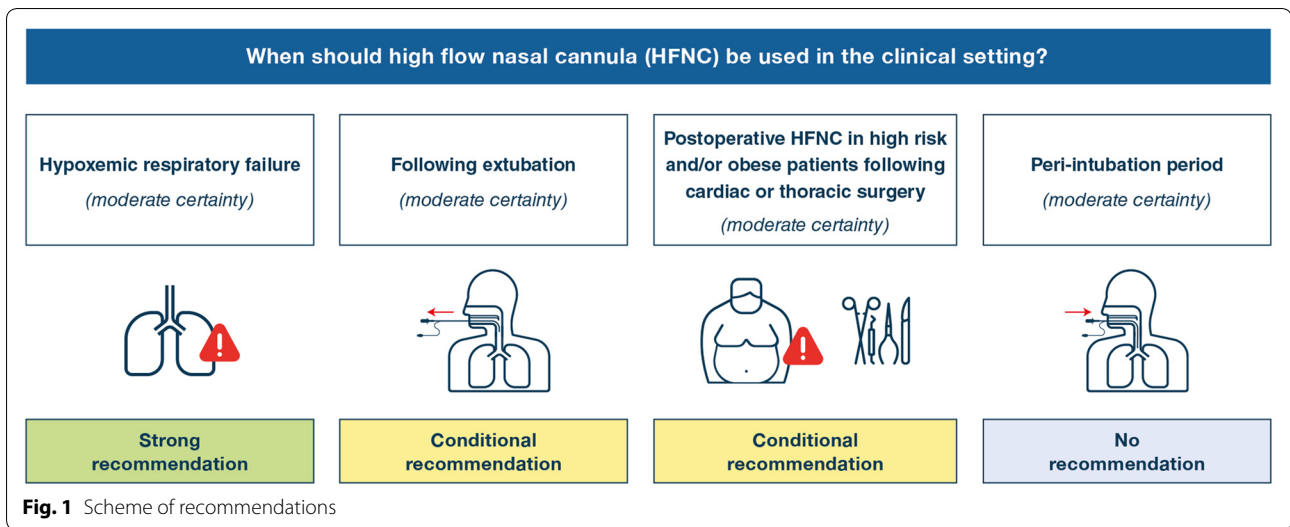 When should high flow nasal cannula (HFNC) be used in the clinical setting?
Hypoxemic respiratory failure
(moderate certainty)
Following extubation
(moderate certainty)
Postoperative HFNC in high risk
and/or obese patients following
cardiac or thoracic surgery
(moderate certainty)
Peri-intubation period
(moderate certainty)
Strong
recommendation
Conditional
recommendation
Conditional
recommendation
No
recommendation
Fig. 1 Scheme of recommendations